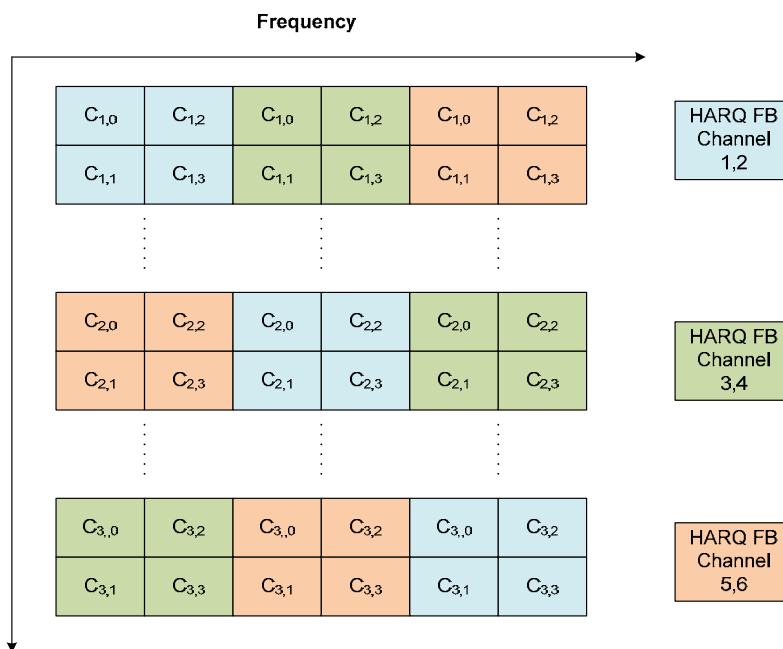 Frequency
C1,0 C1,2 C1,0 C1,2 C1,0 C1,2
C1,1 C1,3 C1,1 C1,3 C1,1 C1,3
HARQ FB
Channel
1,2
C2,0 C2,2 C2,0 C2,2 C2,0 C2,2
C2,1 C2,3 C2,1 C2,3 C2,1 C2,3
HARQ FB
Channel
3,4
C3,,0 C3,2 C3,,0 C3,2 C3,,0 C3,2
C3,1 C3,3 C3,1 C3,3 C3,1 C3,3
HARQ FB
Channel
5,6